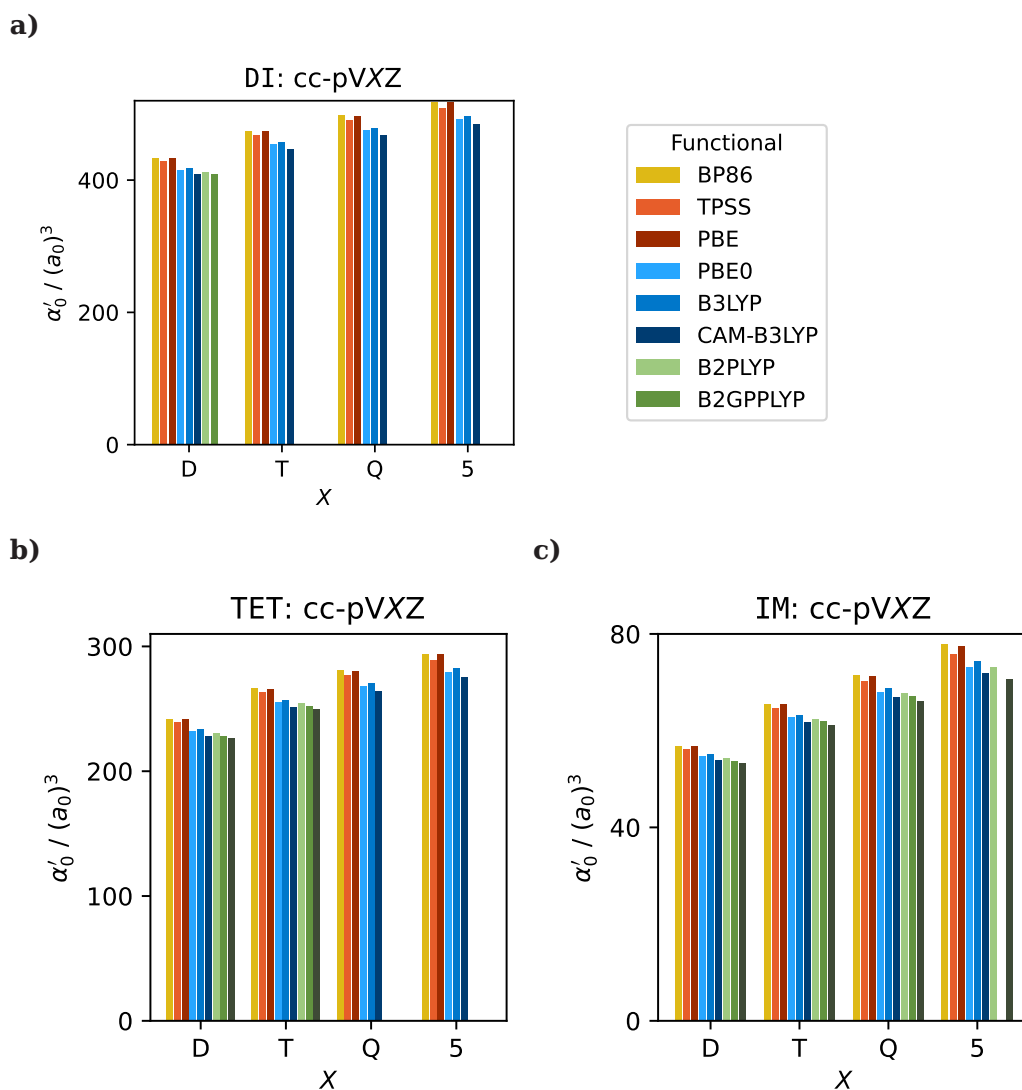 a)
DI: cc-pVXZ
α′₀ / (a₀)³
400
200
0
D T Q 5
X
Functional
BP86
TPSS
PBE
PBE0
B3LYP
CAM-B3LYP
B2PLYP
B2GPPLYP
b)
TET: cc-pVXZ
α′₀ / (a₀)³
300
200
100
0
D T Q 5
X
c)
IM: cc-pVXZ
α′₀ / (a₀)³
80
40
0
D T Q 5
X